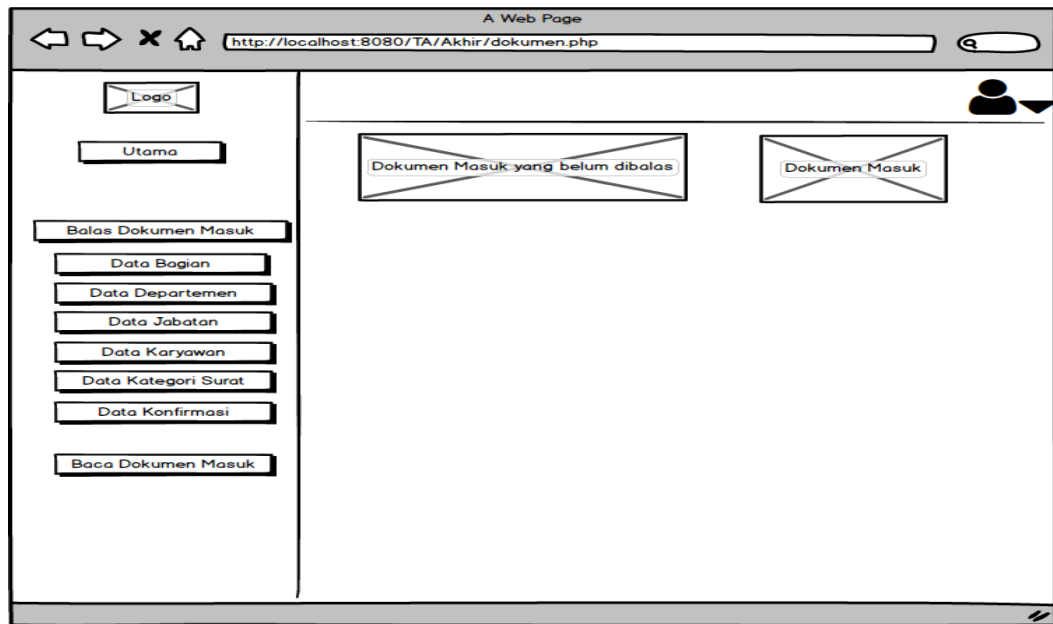 A Web Page
http://localhost:8080/TA/Akhir/dokumen.php
Logo
Utama
Balas Dokumen Masuk
Data Bagian
Data Departemen
Data Jabatan
Data Karyawan
Data Kategori Surat
Data Konfirmasi
Baca Dokumen Masuk
Dokumen Masuk yang belum dibalas
Dokumen Masuk